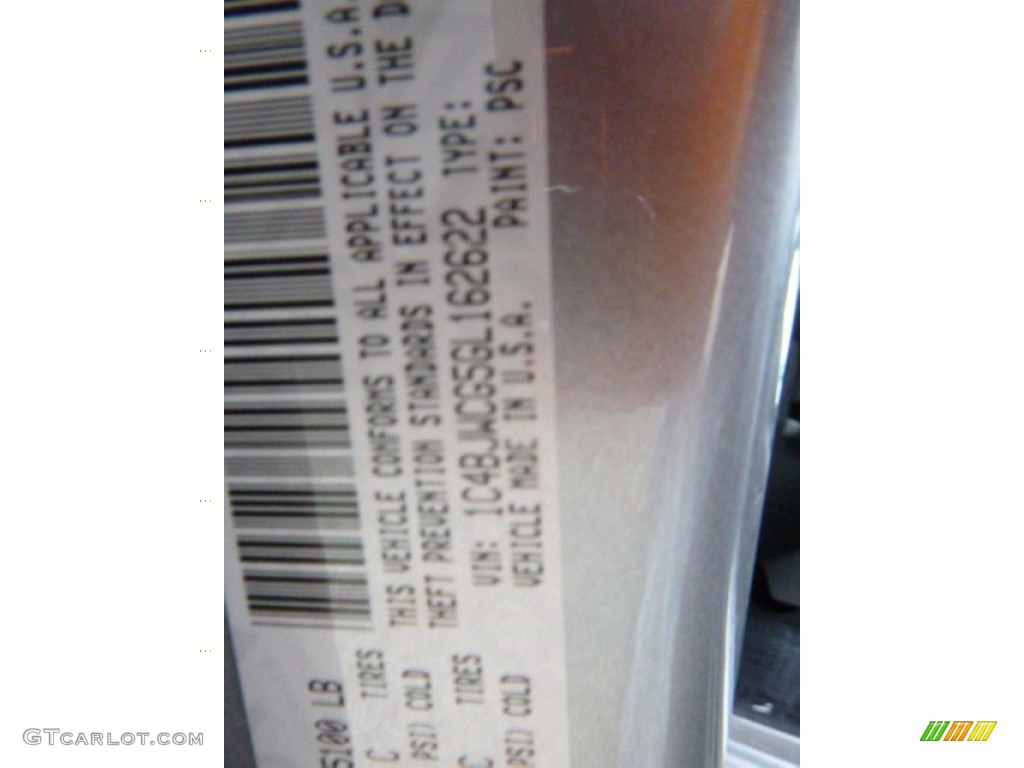 5100 LB
TIRES
PSI) COLD
TIRES
PSI) COLD
THIS VEHICLE CONFORMS TO ALL APPLICABLE U.S.A.
THEFT PREVENTION STANDARDS IN EFFECT ON THE D
VIN: 1C4BJWCG5GL162622 TYPE:
VEHICLE MADE IN U.S.A. PAINT: PSC
GTCARLOT.COM